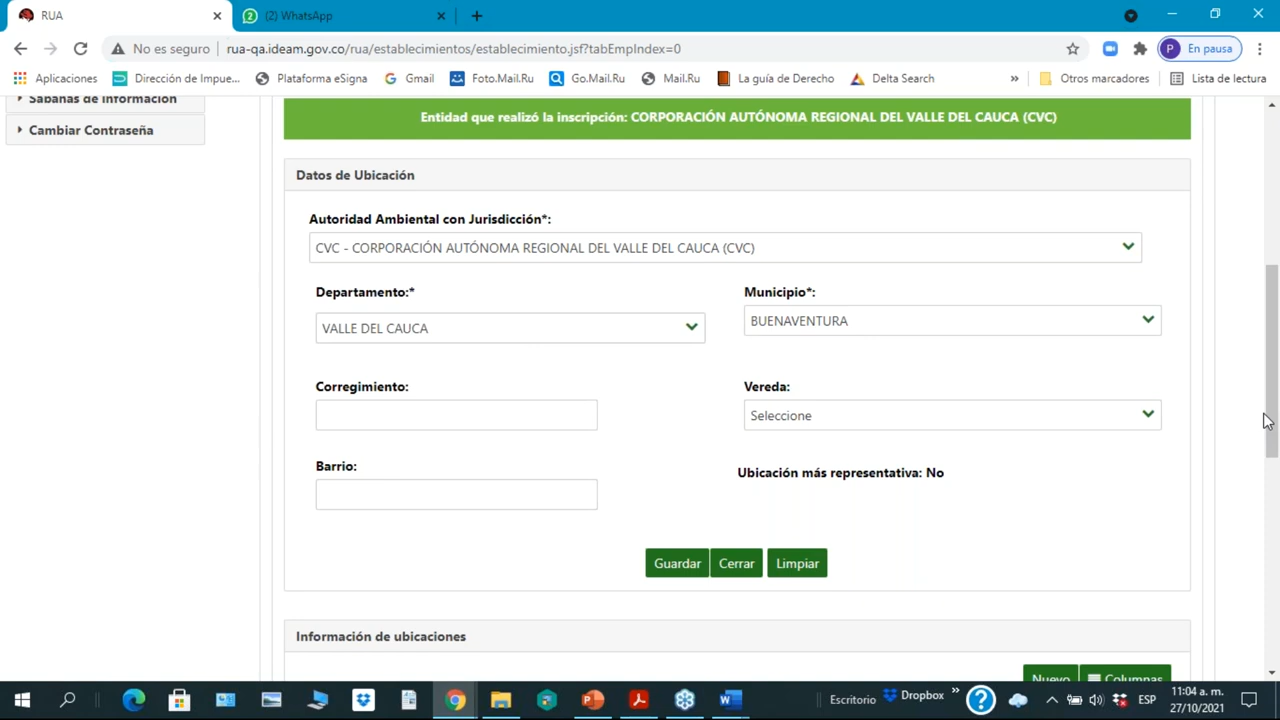 RUA
(2) WhatsApp
No es seguro
rua-qa.ideam.gov.co/rua/establecimientos/establecimiento.jsf?tabEmpIndex=0
P En pausa
Aplicaciones
Dirección de Impue...
Plataforma eSigna
Gmail
Foto.Mail.Ru
Go.Mail.Ru
Mail.Ru
La guía de Derecho
Delta Search
»
Otros marcadores
Lista de lectura
Sabanas de Información
Cambiar Contraseña
Entidad que realizó la inscripción: CORPORACIÓN AUTÓNOMA REGIONAL DEL VALLE DEL CAUCA (CVC)
Datos de Ubicación
Autoridad Ambiental con Jurisdicción*:
CVC - CORPORACIÓN AUTÓNOMA REGIONAL DEL VALLE DEL CAUCA (CVC)
Departamento:*
Municipio*:
VALLE DEL CAUCA
BUENAVENTURA
Corregimiento:
Vereda:
Seleccione
Barrio:
Ubicación más representativa: No
Guardar
Cerrar
Limpiar
Información de ubicaciones
Nuevo
Columnas
Escritorio
Dropbox
»
ESP
11:04 a. m.
27/10/2021